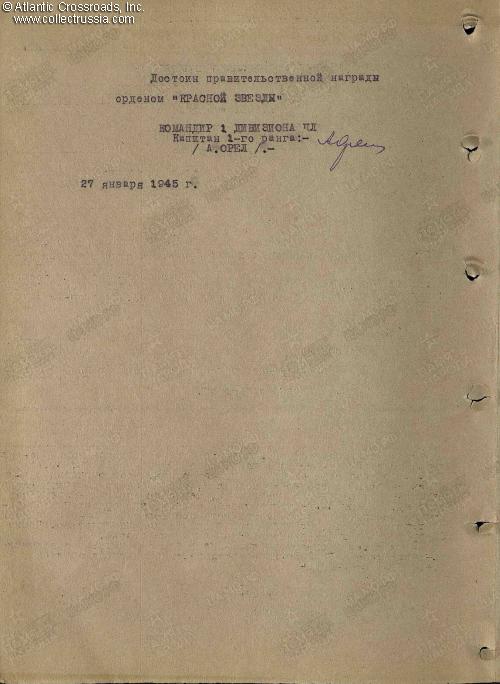 © Atlantic Crossroads, Inc.
www.collectrussia.com
Достоин правительственной награды
орденом "КРАСНОЙ ЗВЕЗДЫ"
КОМАНДИР 1 ДИВИЗИОНА ПЛ
Капитан 1-го ранга:-
/ А.ОРЕЛ /.-
27 января 1945 г.